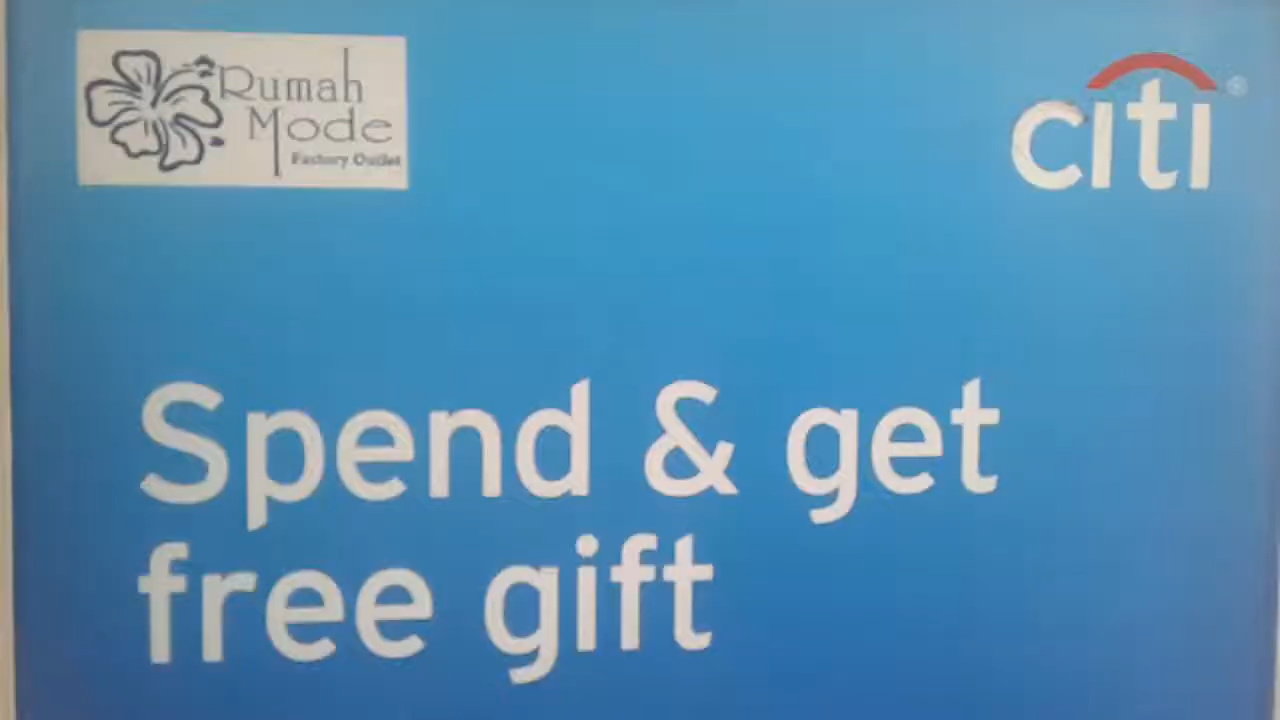 Rumah
Mode
Factory Outlet
citi®
Spend & get
free gift